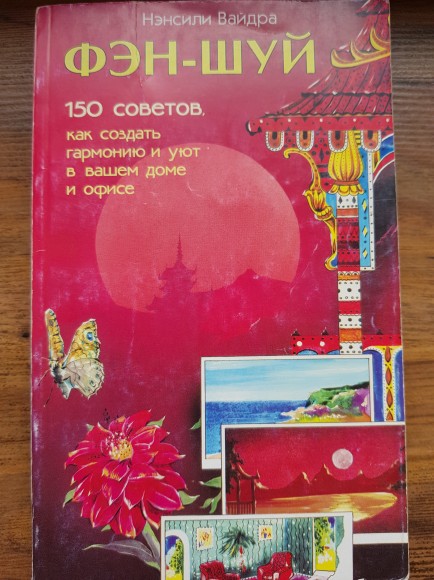 Нэнсили Вайдра
ФЭН-ШУЙ
150 советов,
как создать
гармонию и уют
в вашем доме
и офисе